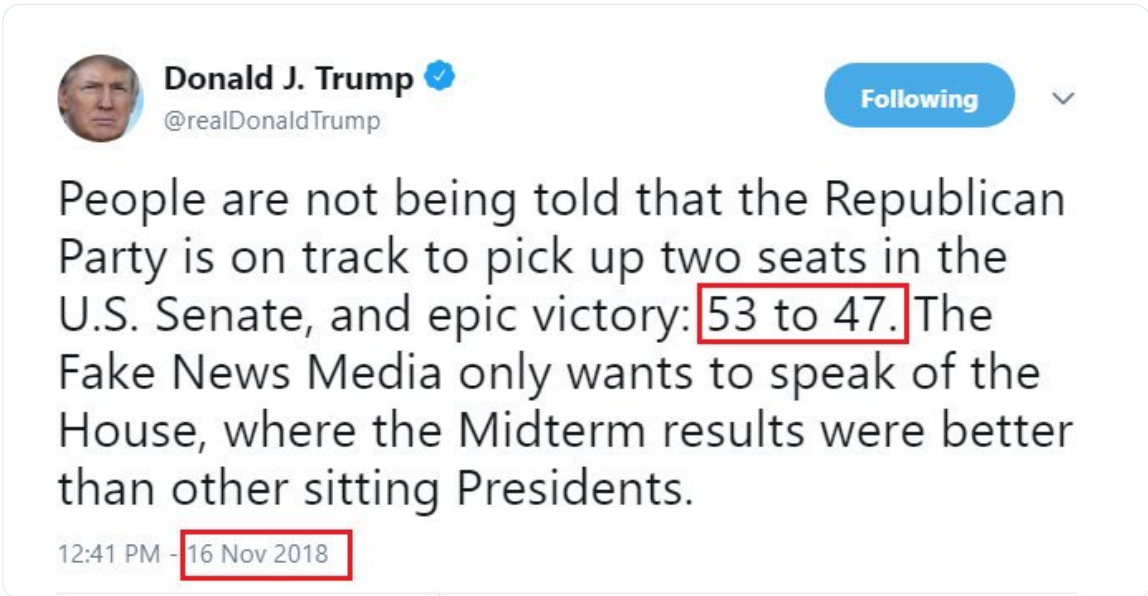 Donald J. Trump
@realDonaldTrump
Following
People are not being told that the Republican
Party is on track to pick up two seats in the
U.S. Senate, and epic victory: 53 to 47. The
Fake News Media only wants to speak of the
House, where the Midterm results were better
than other sitting Presidents.
12:41 PM - 16 Nov 2018